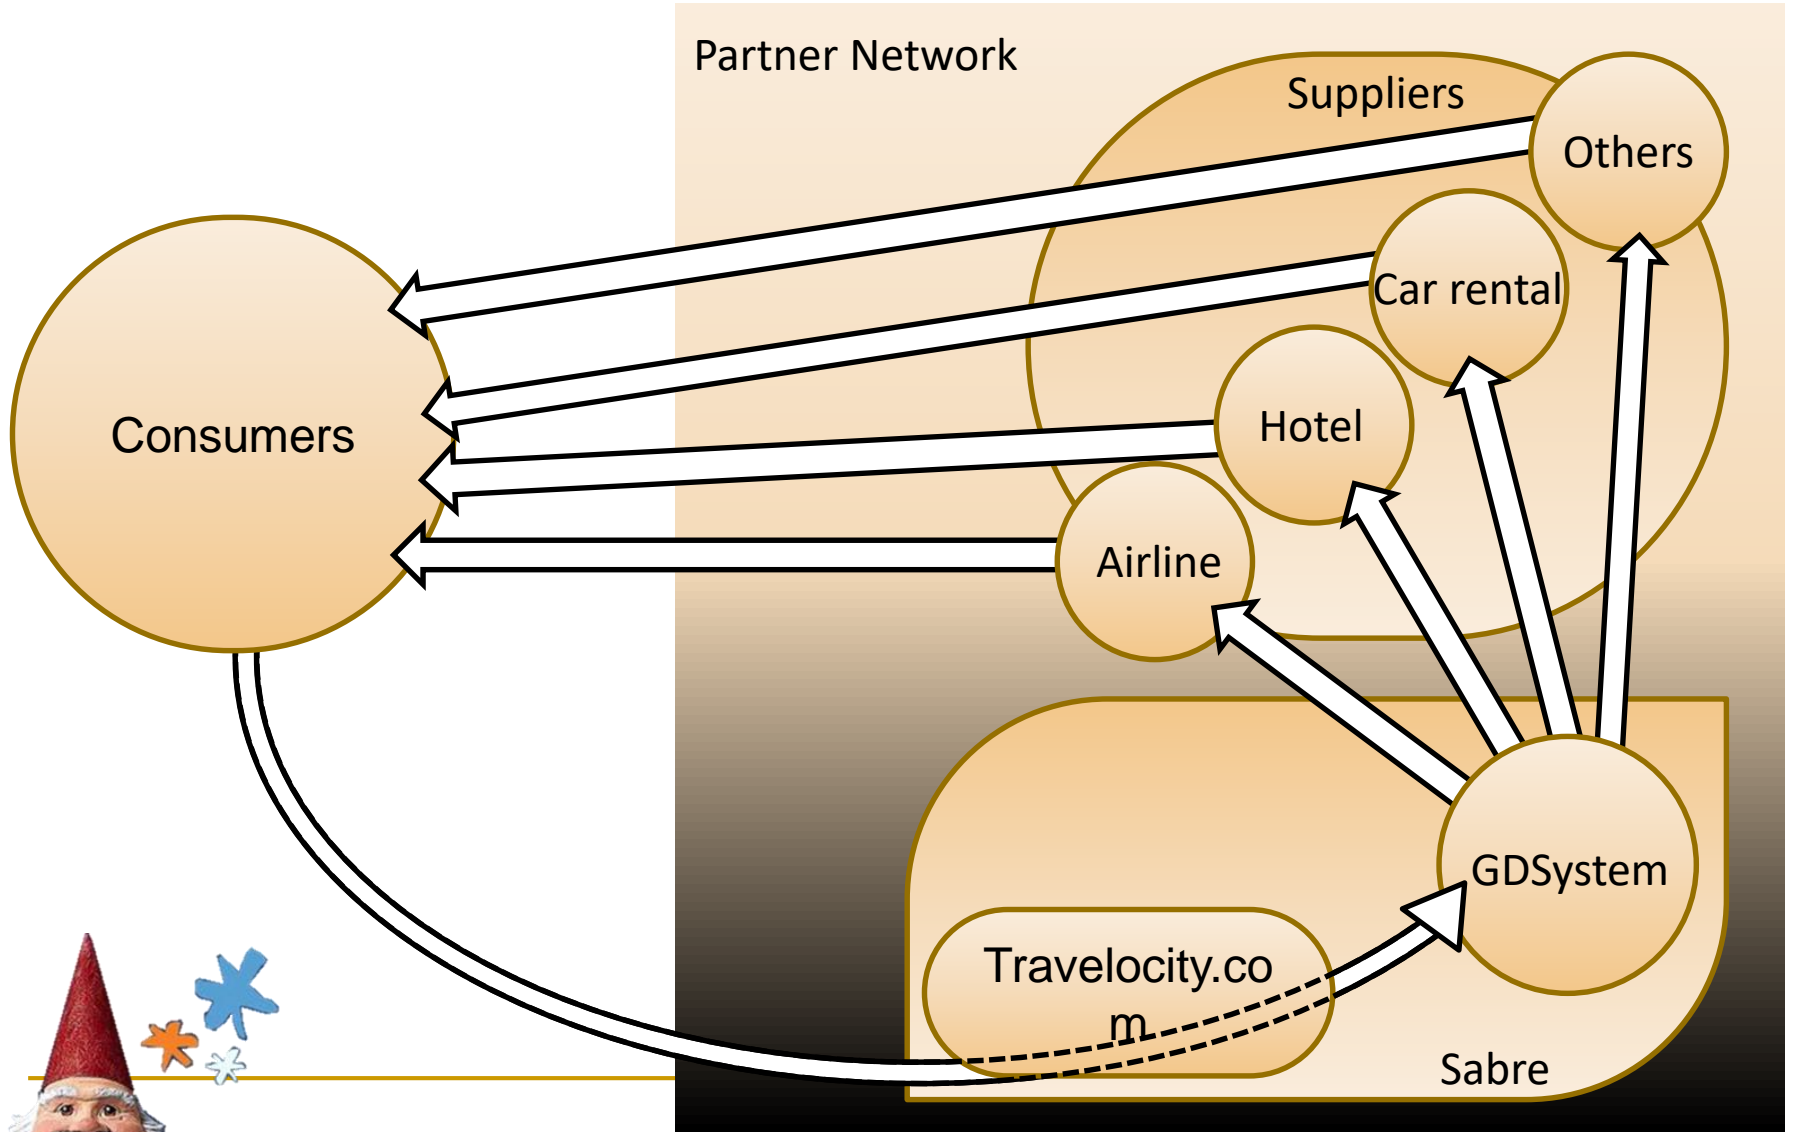 Partner Network
Suppliers
Others
Car rental
Hotel
Consumers
Airline
GDSystem
Travelocity.co
m
Sabre